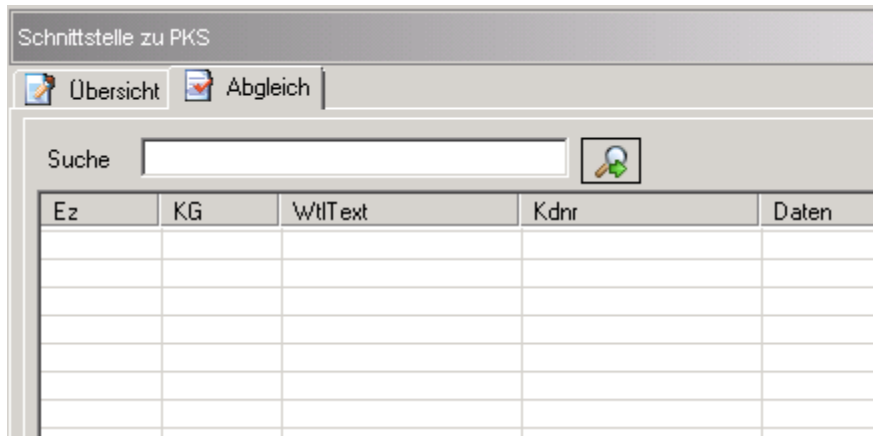 Schnittstelle zu PKS
Übersicht Abgleich
Suche
Ez KG WtlText Kdnr Daten